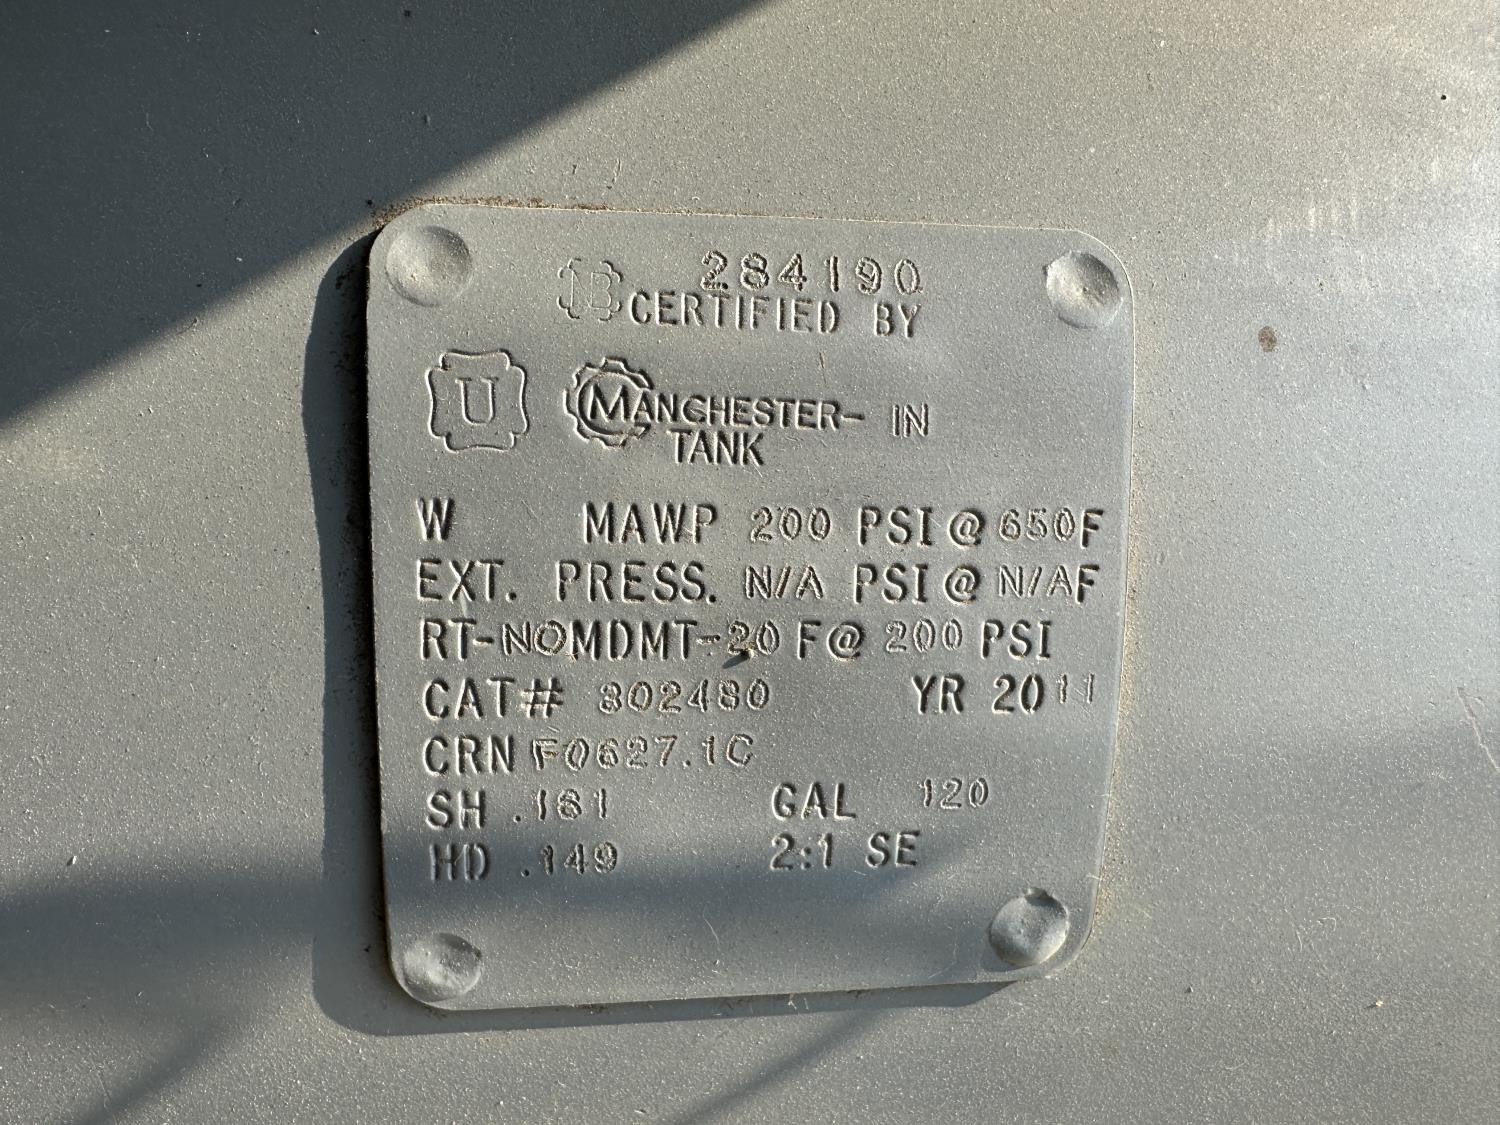 NB 284190
CERTIFIED BY
U MANCHESTER- IN
TANK
W MAWP 200 PSI@650F
EXT. PRESS. N/A PSI@N/AF
RT-NOMDMT-20 F@ 200 PSI
CAT# 302480 YR 2011
CRN F0627.1C
SH .181 GAL 120
HD .149 2:1 SE